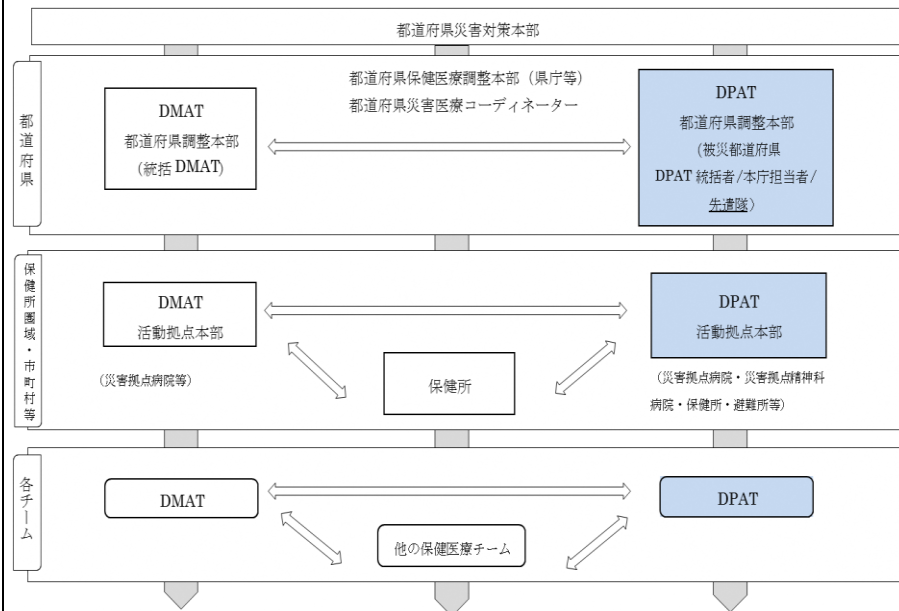 都道府県災害対策本部
都道府県
都道府県保健医療調整本部（県庁等）
都道府県災害医療コーディネーター
DMAT
都道府県調整本部
(統括 DMAT)
DPAT
都道府県調整本部
(被災都道府県
DPAT 統括者/本庁担当者/
先遣隊）
保健所圏域・市町村等
DMAT
活動拠点本部
(災害拠点病院等）
保健所
DPAT
活動拠点本部
（災害拠点病院・災害拠点精神科
病院・保健所・避難所等）
各チーム
DMAT
他の保健医療チーム
DPAT